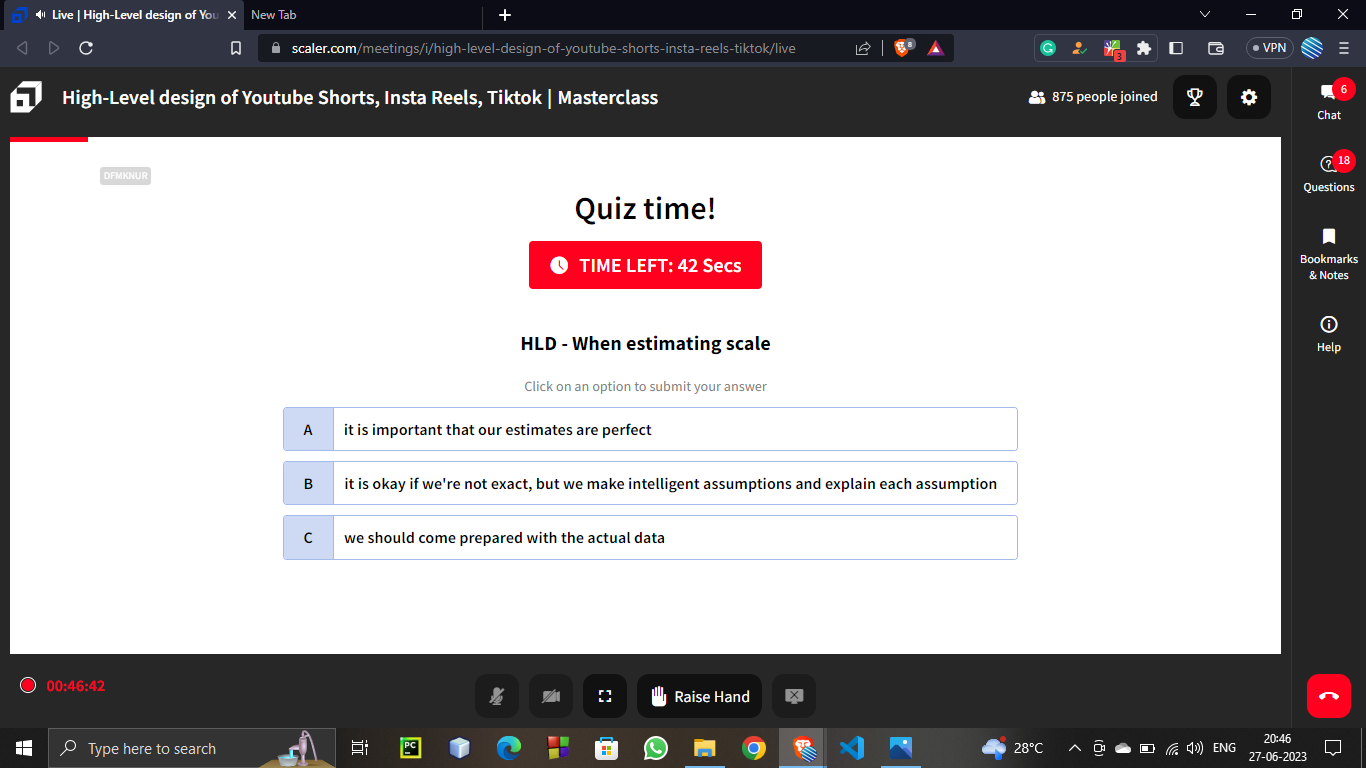 Live | High-Level design of You
New Tab
scaler.com/meetings/i/high-level-design-of-youtube-shorts-insta-reels-tiktok/live
8
3
VPN
High-Level design of Youtube Shorts, Insta Reels, Tiktok | Masterclass
875 people joined
6
Chat
18
Questions
Bookmarks
& Notes
Help
DFMKNUR
Quiz time!
TIME LEFT: 42 Secs
HLD - When estimating scale
Click on an option to submit your answer
A it is important that our estimates are perfect
B it is okay if we're not exact, but we make intelligent assumptions and explain each assumption
C we should come prepared with the actual data
00:46:42
Raise Hand
Type here to search
PC
28°C
ENG
20:46
27-06-2023